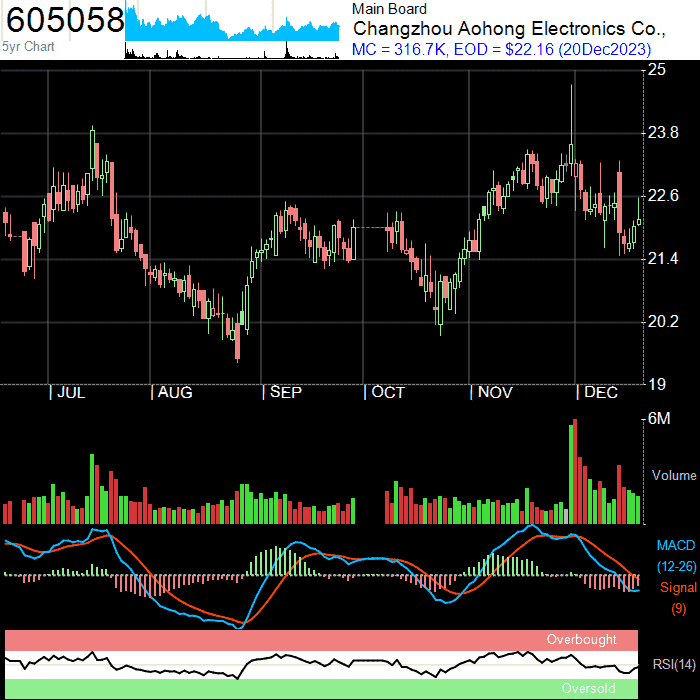 605058
5yr Chart
Main Board
Changzhou Aohong Electronics Co.,
MC = 316.7K, EOD = $22.16 (20Dec2023)
25
23.8
22.6
21.4
20.2
19
| JUL | AUG | SEP | OCT | NOV | DEC
6M
Volume
MACD
(12-26)
Signal
(9)
Overbought
RSI(14)
Oversold